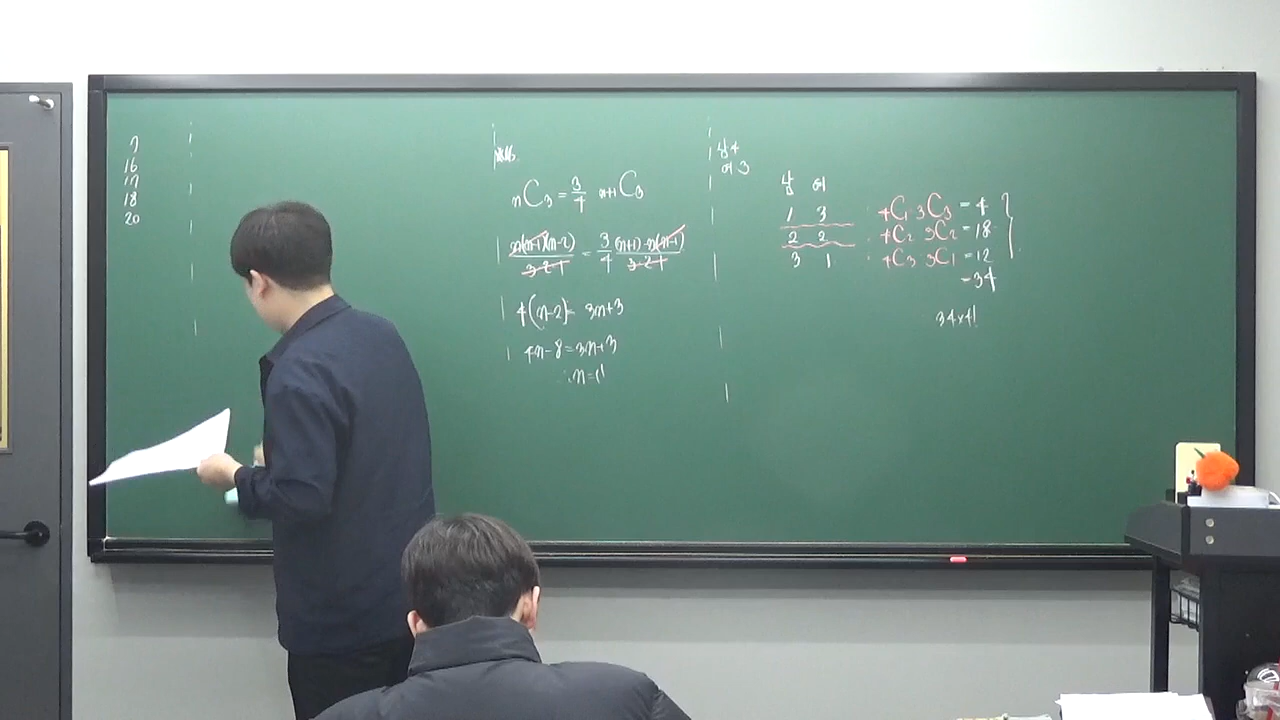 7
16
17
18
20
nC3 = 3/4 n+1C3
n(n-1)(n-2)/3·2·1 = 3/4 (n+1)·n(n-1)/3·2·1
4(n-2) = 3n+3
4n-8 = 3n+3
∴ n=11
남4
여3
남 여
1 3 : 4C1 3C3 = 4
2 2 : 4C2 3C2 = 18
3 1 : 4C3 3C1 = 12
=34
34×4!